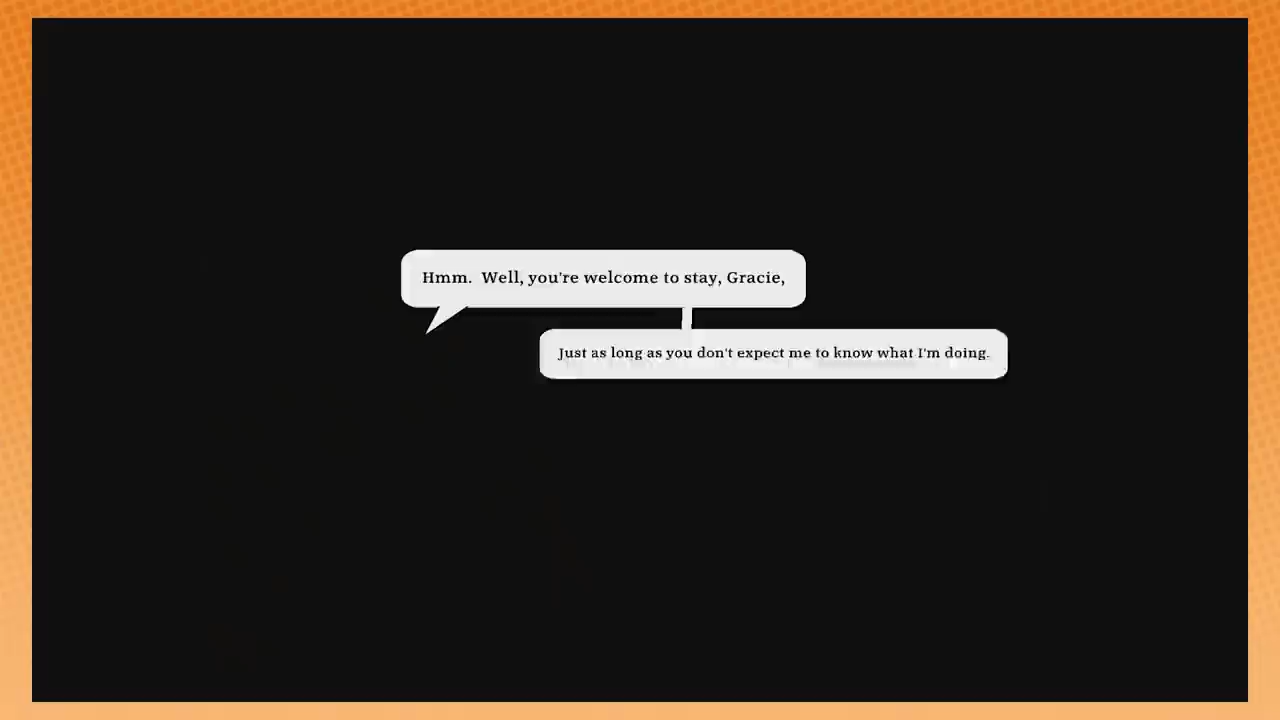 Hmm.  Well, you're welcome to stay, Gracie,
Just as long as you don't expect me to know what I'm doing.